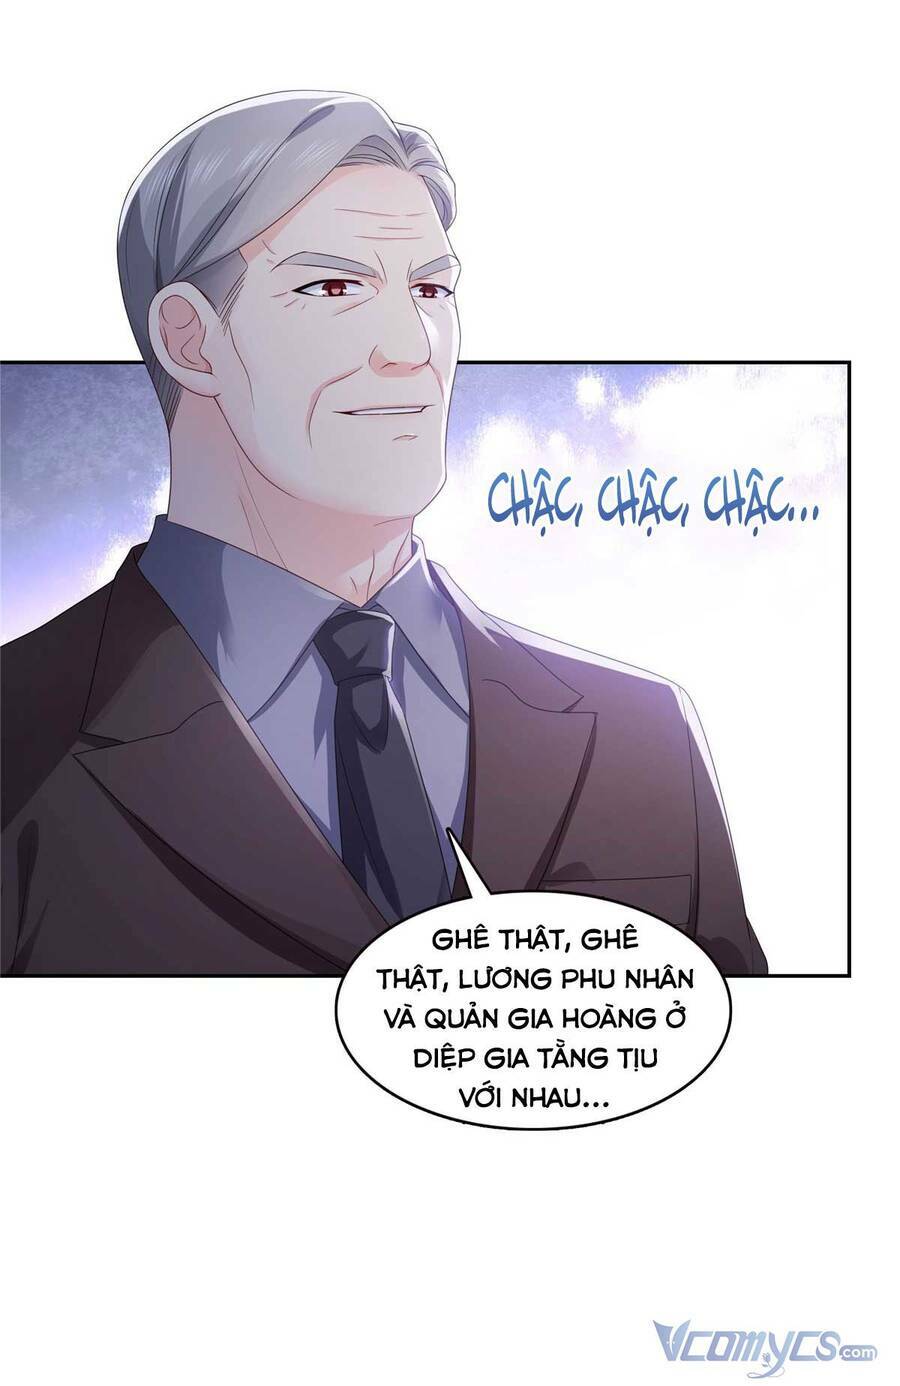 CHẬC, CHẬC, CHẬC...
GHÊ THẬT, GHÊ
THẬT, LƯƠNG PHU NHÂN
VÀ QUẢN GIA HOÀNG Ở
DIỆP GIA TẰNG TỊU
VỚI NHAU...
VCOMYCS.com